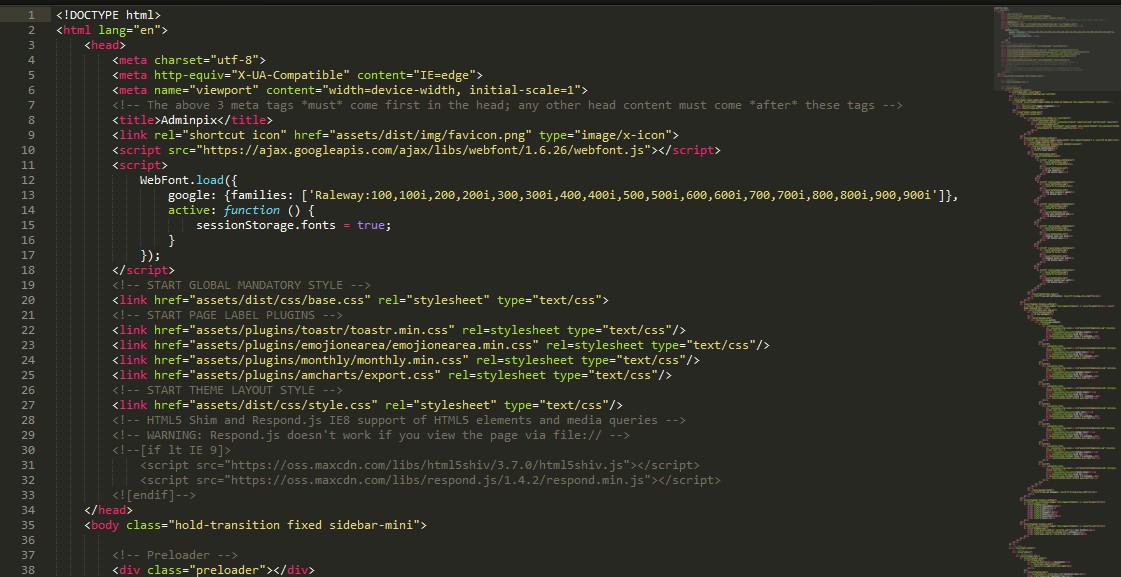 1 <!DOCTYPE html>
2 <html lang="en">
3 <head>
4 <meta charset="utf-8">
5 <meta http-equiv="X-UA-Compatible" content="IE=edge">
6 <meta name="viewport" content="width=device-width, initial-scale=1">
7 <!-- The above 3 meta tags *must* come first in the head; any other head content must come *after* these tags -->
8 <title>Adminpix</title>
9 <link rel="shortcut icon" href="assets/dist/img/favicon.png" type="image/x-icon">
10 <script src="https://ajax.googleapis.com/ajax/libs/webfont/1.6.26/webfont.js"></script>
11 <script>
12 WebFont.load({
13 google: {families: ['Raleway:100,100i,200,200i,300,300i,400,400i,500,500i,600,600i,700,700i,800,800i,900,900i']},
14 active: function () {
15 sessionStorage.fonts = true;
16 }
17 });
18 </script>
19 <!-- START GLOBAL MANDATORY STYLE -->
20 <link href="assets/dist/css/base.css" rel="stylesheet" type="text/css">
21 <!-- START PAGE LABEL PLUGINS -->
22 <link href="assets/plugins/toastr/toastr.min.css" rel=stylesheet type="text/css"/>
23 <link href="assets/plugins/emojionearea/emojionearea.min.css" rel=stylesheet type="text/css"/>
24 <link href="assets/plugins/monthly/monthly.min.css" rel=stylesheet type="text/css"/>
25 <link href="assets/plugins/amcharts/export.css" rel=stylesheet type="text/css"/>
26 <!-- START THEME LAYOUT STYLE -->
27 <link href="assets/dist/css/style.css" rel="stylesheet" type="text/css"/>
28 <!-- HTML5 Shim and Respond.js IE8 support of HTML5 elements and media queries -->
29 <!-- WARNING: Respond.js doesn't work if you view the page via file:// -->
30 <!--[if lt IE 9]>
31 <script src="https://oss.maxcdn.com/libs/html5shiv/3.7.0/html5shiv.js"></script>
32 <script src="https://oss.maxcdn.com/libs/respond.js/1.4.2/respond.min.js"></script>
33 <![endif]-->
34 </head>
35 <body class="hold-transition fixed sidebar-mini">
36
37 <!-- Preloader -->
38 <div class="preloader"></div>